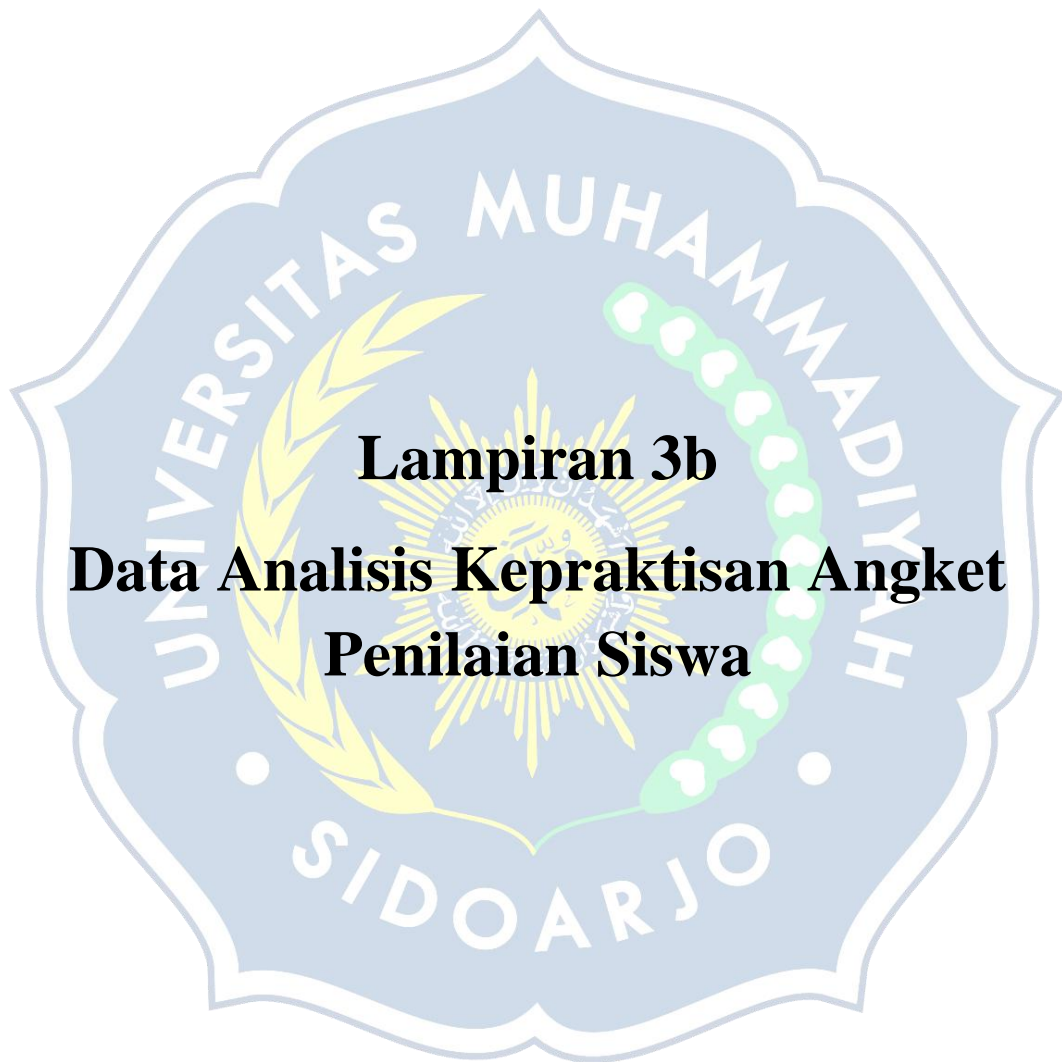 UNIVERSITAS MUHAMMADIYAH
Lampiran 3b
Data Analisis Kepraktisan Angket
Penilaian Siswa
SIDOARJO